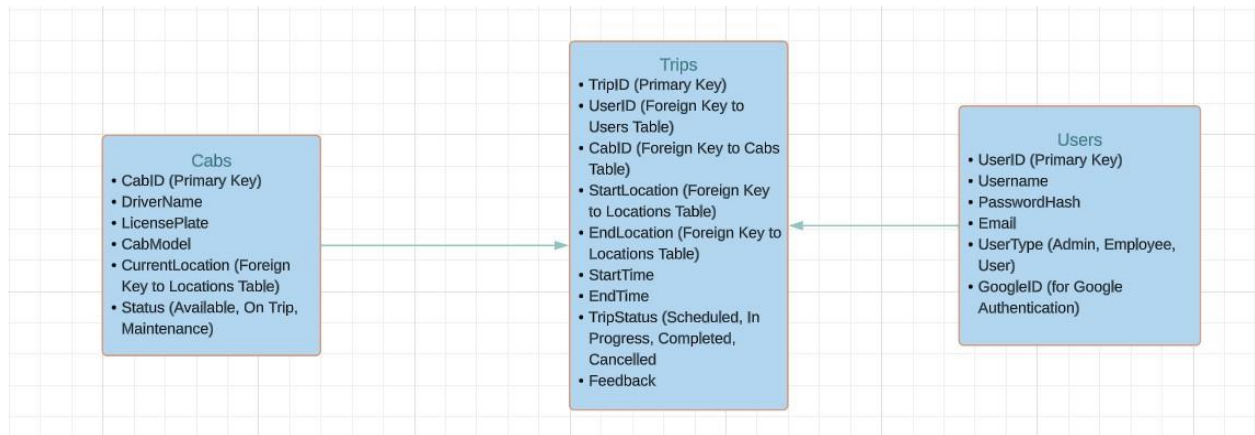 Cabs
• CabID (Primary Key)
• DriverName
• LicensePlate
• CabModel
• CurrentLocation (Foreign
Key to Locations Table)
• Status (Available, On Trip,
Maintenance)
Trips
• TripID (Primary Key)
• UserID (Foreign Key to
Users Table)
• CabID (Foreign Key to Cabs
Table)
• StartLocation (Foreign Key
to Locations Table)
• EndLocation (Foreign Key to
Locations Table)
• StartTime
• EndTime
• TripStatus (Scheduled, In
Progress, Completed,
Cancelled
• Feedback
Users
• UserID (Primary Key)
• Username
• PasswordHash
• Email
• UserType (Admin, Employee,
User)
• GoogleID (for Google
Authentication)